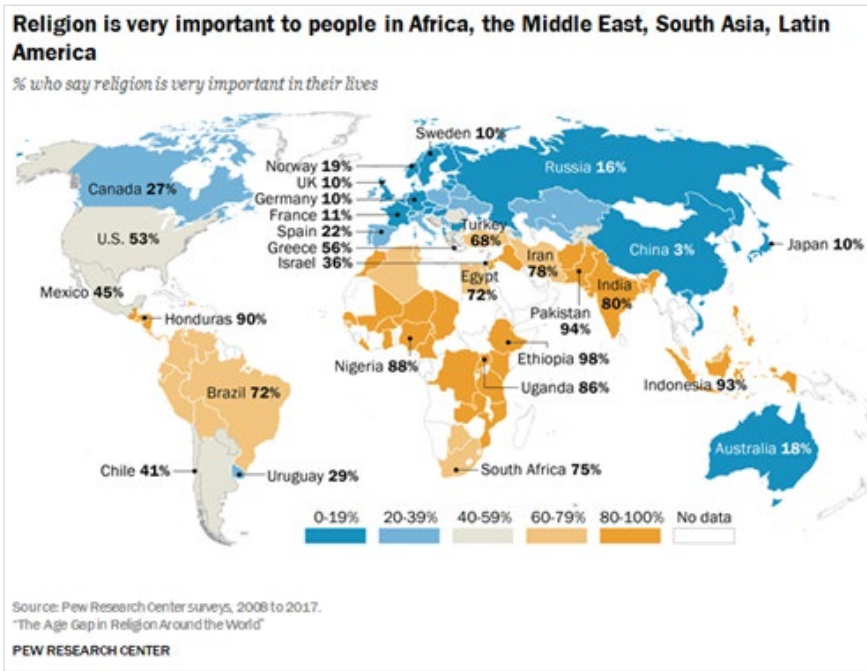 Religion is very important to people in Africa, the Middle East, South Asia, Latin
America
% who say religion is very important in their lives
Sweden 10%
Norway 19%
Russia 16%
Canada 27%
UK 10%
Germany 10%
France 11%
Turkey
68%
U.S. 53%
Spain 22%
China 3%
Japan 10%
Greece 56%
Iran
78%
Israel 36%
Egypt
72%
India
80%
Mexico 45%
Pakistan
94%
Honduras 90%
Nigeria 88%
Ethiopia 98%
Uganda 86%
Indonesia 93%
Brazil 72%
Australia 18%
Chile 41%
Uruguay 29%
South Africa 75%
0-19%
20-39%
40-59%
60-79%
80-100%
No data
Source: Pew Research Center surveys, 2008 to 2017.
“The Age Gap in Religion Around the World”
PEW RESEARCH CENTER